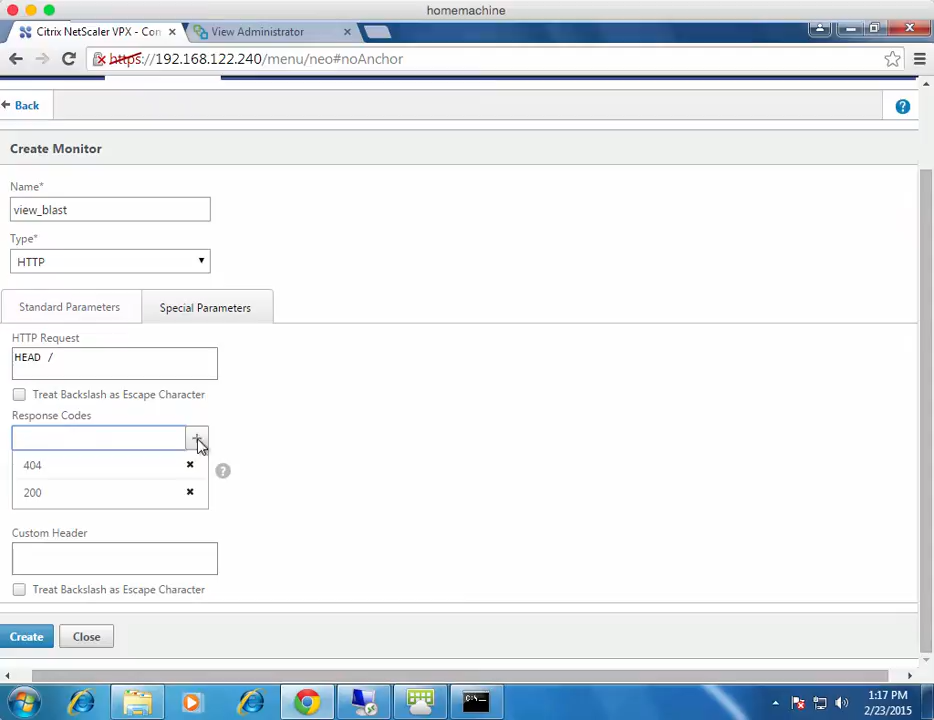 homemachine
Citrix NetScaler VPX - Con
View Administrator
https://192.168.122.240/menu/neo#noAnchor
Back
?
Create Monitor
Name*
view_blast
Type*
HTTP
Standard Parameters
Special Parameters
HTTP Request
HEAD /
Treat Backslash as Escape Character
Response Codes
404
?
200
Custom Header
Treat Backslash as Escape Character
Create
Close
C:\_
1:17 PM
2/23/2015